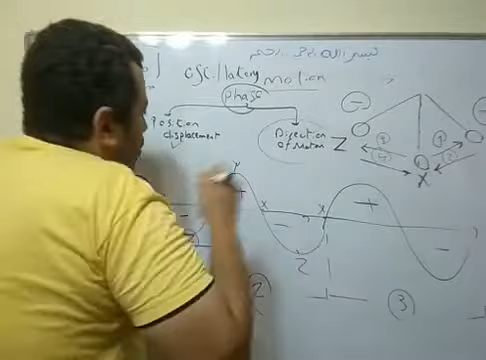 بسم الله الرحمن الرحيم
oscillatory motion
phase
Position
displacement
Direction
of Motion
Z
X
Y
+
X
-
Z
X
+
-
-
2
3